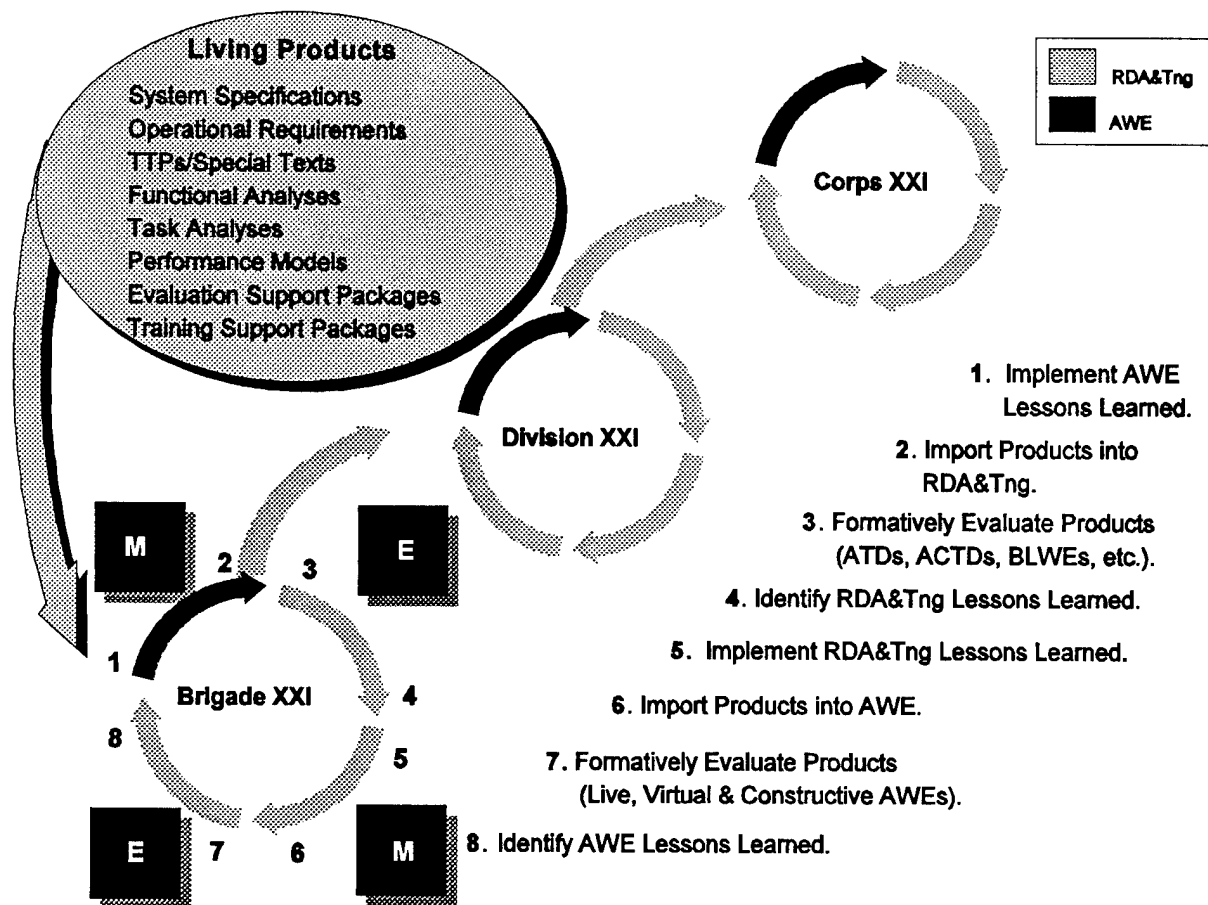 Living Products
System Specifications
Operational Requirements
TTPs/Special Texts
Functional Analyses
Task Analyses
Performance Models
Evaluation Support Packages
Training Support Packages
RDA&Tng
AWE
Corps XXI
Division XXI
Brigade XXI
M
E
E
M
1
2
3
4
5
6
7
8
1. Implement AWE
Lessons Learned.
2. Import Products into
RDA&Tng.
3. Formatively Evaluate Products
(ATDs, ACTDs, BLWEs, etc.).
4. Identify RDA&Tng Lessons Learned.
5. Implement RDA&Tng Lessons Learned.
6. Import Products into AWE.
7. Formatively Evaluate Products
(Live, Virtual & Constructive AWEs).
8. Identify AWE Lessons Learned.